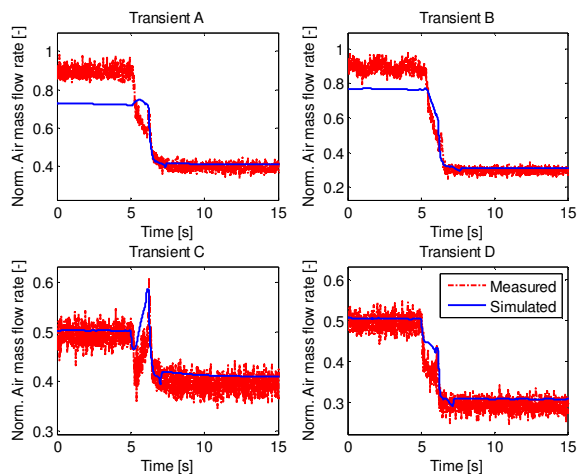 Transient A
Transient B
Norm. Air mass flow rate [-]
1
0.8
0.6
0.4
0
5
10
15
Time [s]
Norm. Air mass flow rate [-]
1
0.8
0.6
0.4
0.2
0
5
10
15
Time [s]
Transient C
Transient D
Norm. Air mass flow rate [-]
0.6
0.5
0.4
0.3
0
5
10
15
Time [s]
Norm. Air mass flow rate [-]
0.6
0.5
0.4
0.3
0
5
10
15
Time [s]
Measured
Simulated